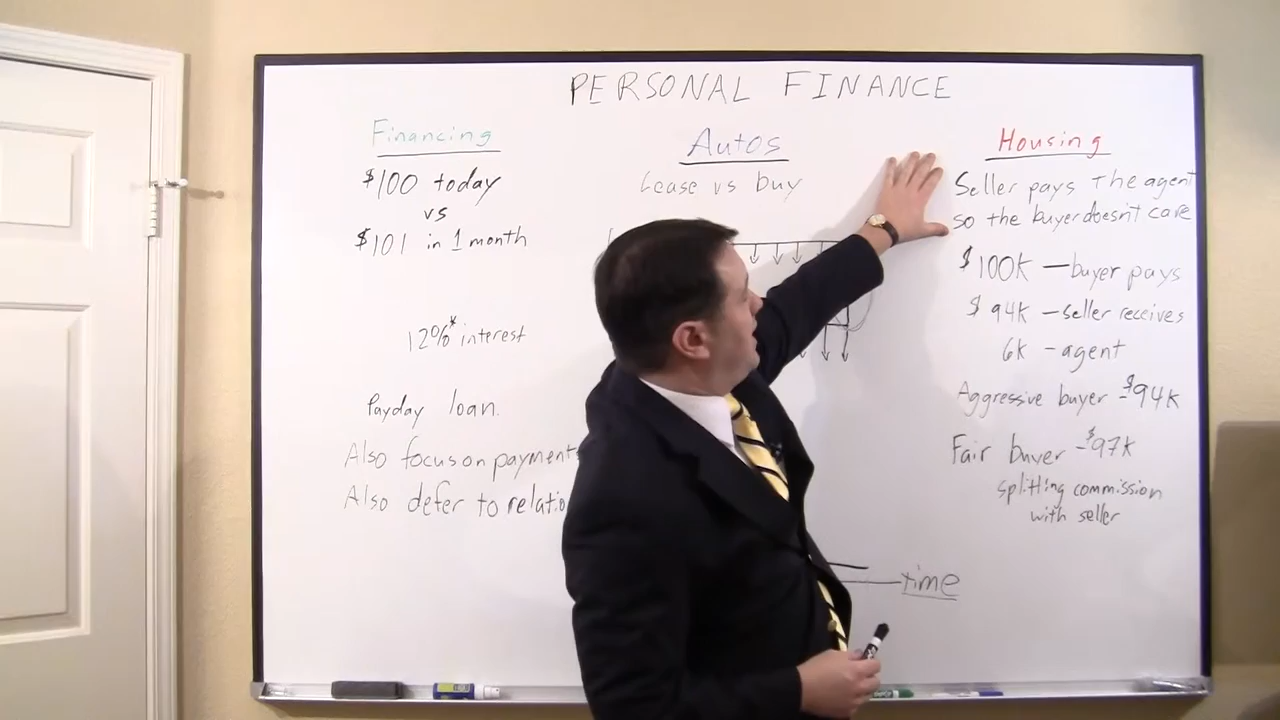 PERSONAL FINANCE
Financing
$100 today
vs
$101 in 1 month
12%* interest
Payday loan.
Also focus on payment
Also defer to relatio
Autos
Lease vs buy
time
Housing
Seller pays the agent
so the buyer doesn't care
$100K — buyer pays
$94K — seller receives
6K - agent
Aggressive buyer - $94K
Fair buyer - $97K
splitting commission
with seller